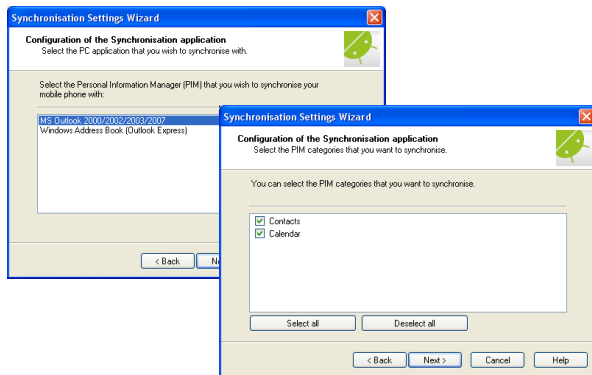 Synchronisation Settings Wizard
Configuration of the Synchronisation application
Select the PC application that you wish to synchronise with.
Select the Personal Information Manager (PIM) that you wish to synchronise your
mobile phone with:
MS Outlook 2000/2002/2003/2007
Windows Address Book (Outlook Express)
< Back
Synchronisation Settings Wizard
Configuration of the Synchronisation application
Select the PIM categories that you want to synchronise.
You can select the PIM categories that you want to synchronise.
Contacts
Calendar
Select all
Deselect all
< Back
Next >
Cancel
Help